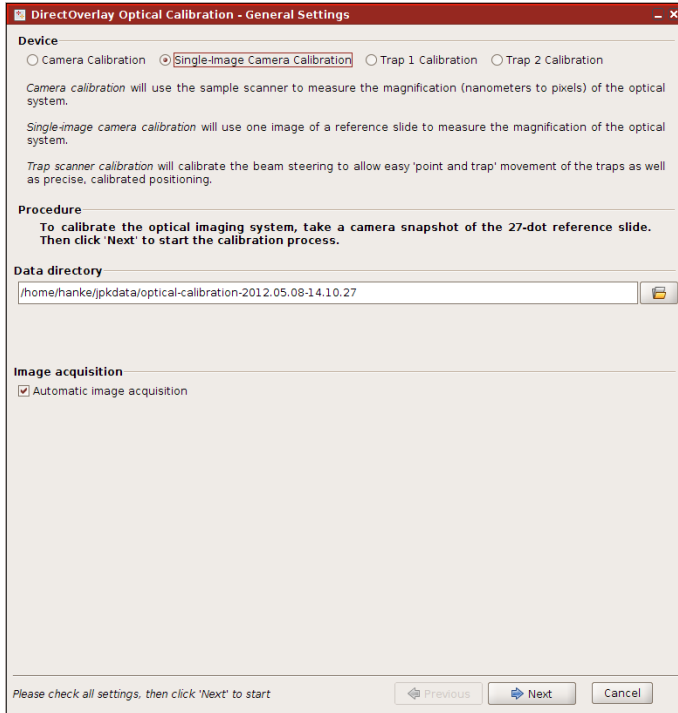 DirectOverlay Optical Calibration - General Settings
Device
Camera Calibration Single-Image Camera Calibration Trap 1 Calibration Trap 2 Calibration
Camera calibration will use the sample scanner to measure the magnification (nanometers to pixels) of the optical
system.
Single-image camera calibration will use one image of a reference slide to measure the magnification of the optical
system.
Trap scanner calibration will calibrate the beam steering to allow easy 'point and trap' movement of the traps as well
as precise, calibrated positioning.
Procedure
To calibrate the optical imaging system, take a camera snapshot of the 27-dot reference slide.
Then click 'Next' to start the calibration process.
Data directory
/home/hanke/jpkdata/optical-calibration-2012.05.08-14.10.27
Image acquisition
Automatic image acquisition
Please check all settings, then click 'Next' to start Previous Next Cancel